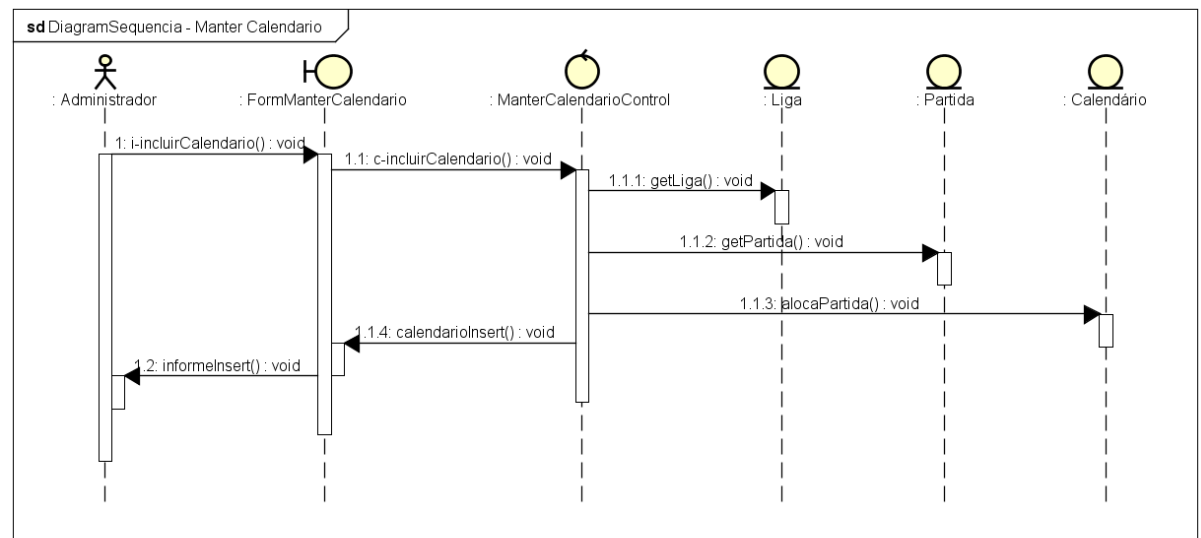 sd DiagramSequencia - Manter Calendario
: Administrador
: FormManterCalendario
: ManterCalendarioControl
: Liga
: Partida
: Calendário
1: i-incluirCalendario() : void
1.1: c-incluirCalendario() : void
1.1.1: getLiga() : void
1.1.2: getPartida() : void
1.1.3: alocaPartida() : void
1.1.4: calendarioInsert() : void
1.2: informeInsert() : void